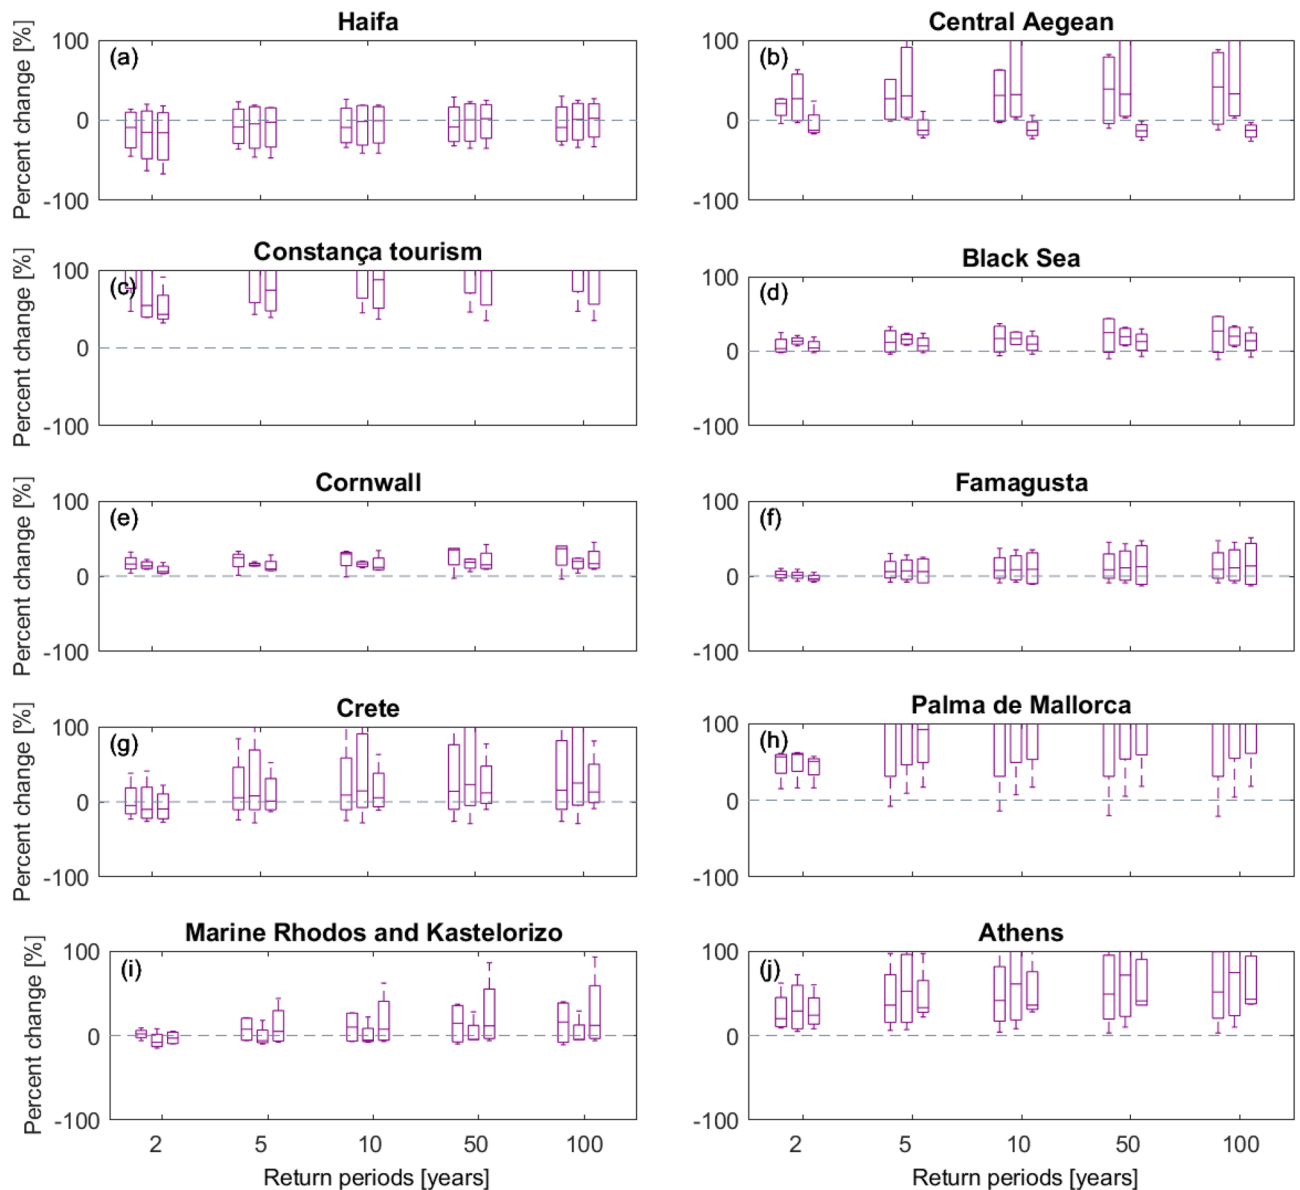 Haifa
Central Aegean
Percent change [%]
(a)
100
0
-100
(b)
100
0
-100
Constança tourism
Black Sea
Percent change [%]
(c)
100
0
-100
(d)
100
0
-100
Cornwall
Famagusta
Percent change [%]
(e)
100
0
-100
(f)
100
0
-100
Crete
Palma de Mallorca
Percent change [%]
(g)
100
0
-100
(h)
100
0
-100
Marine Rhodos and Kastelorizo
Athens
Percent change [%]
(i)
100
0
-100
(j)
100
0
-100
2 5 10 50 100
2 5 10 50 100
Return periods [years]
Return periods [years]